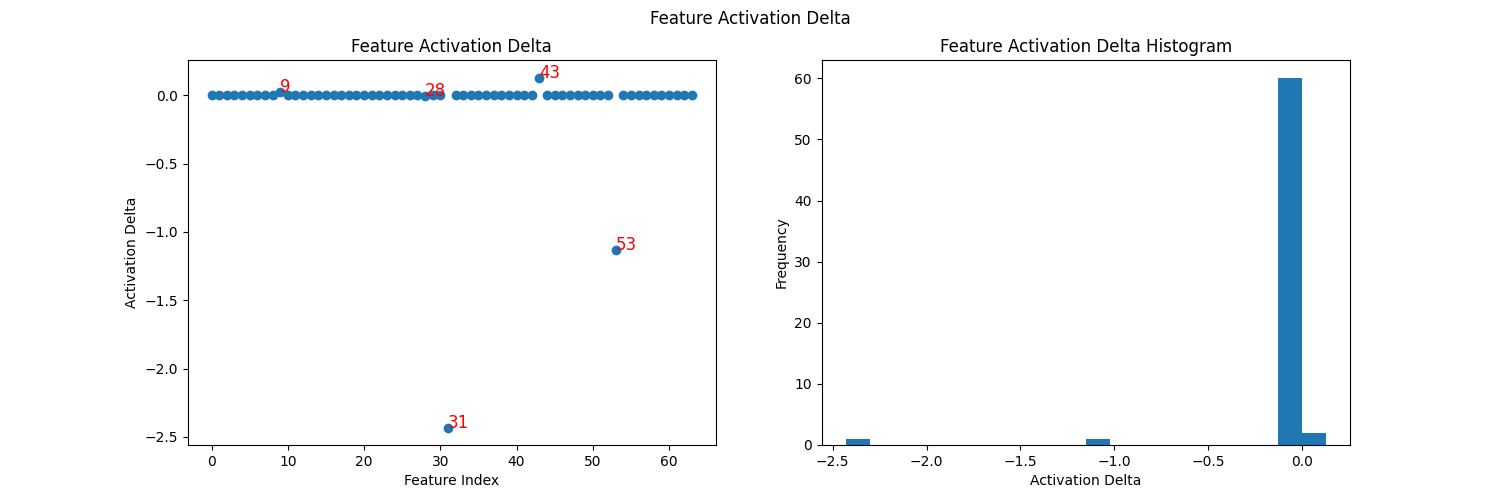 Feature Activation Delta
Feature Activation Delta
Activation Delta
0.0
−0.5
−1.0
−1.5
−2.0
−2.5
9
28
43
53
31
0 10 20 30 40 50 60
Feature Index
Feature Activation Delta Histogram
Frequency
60
50
40
30
20
10
0
−2.5 −2.0 −1.5 −1.0 −0.5 0.0
Activation Delta